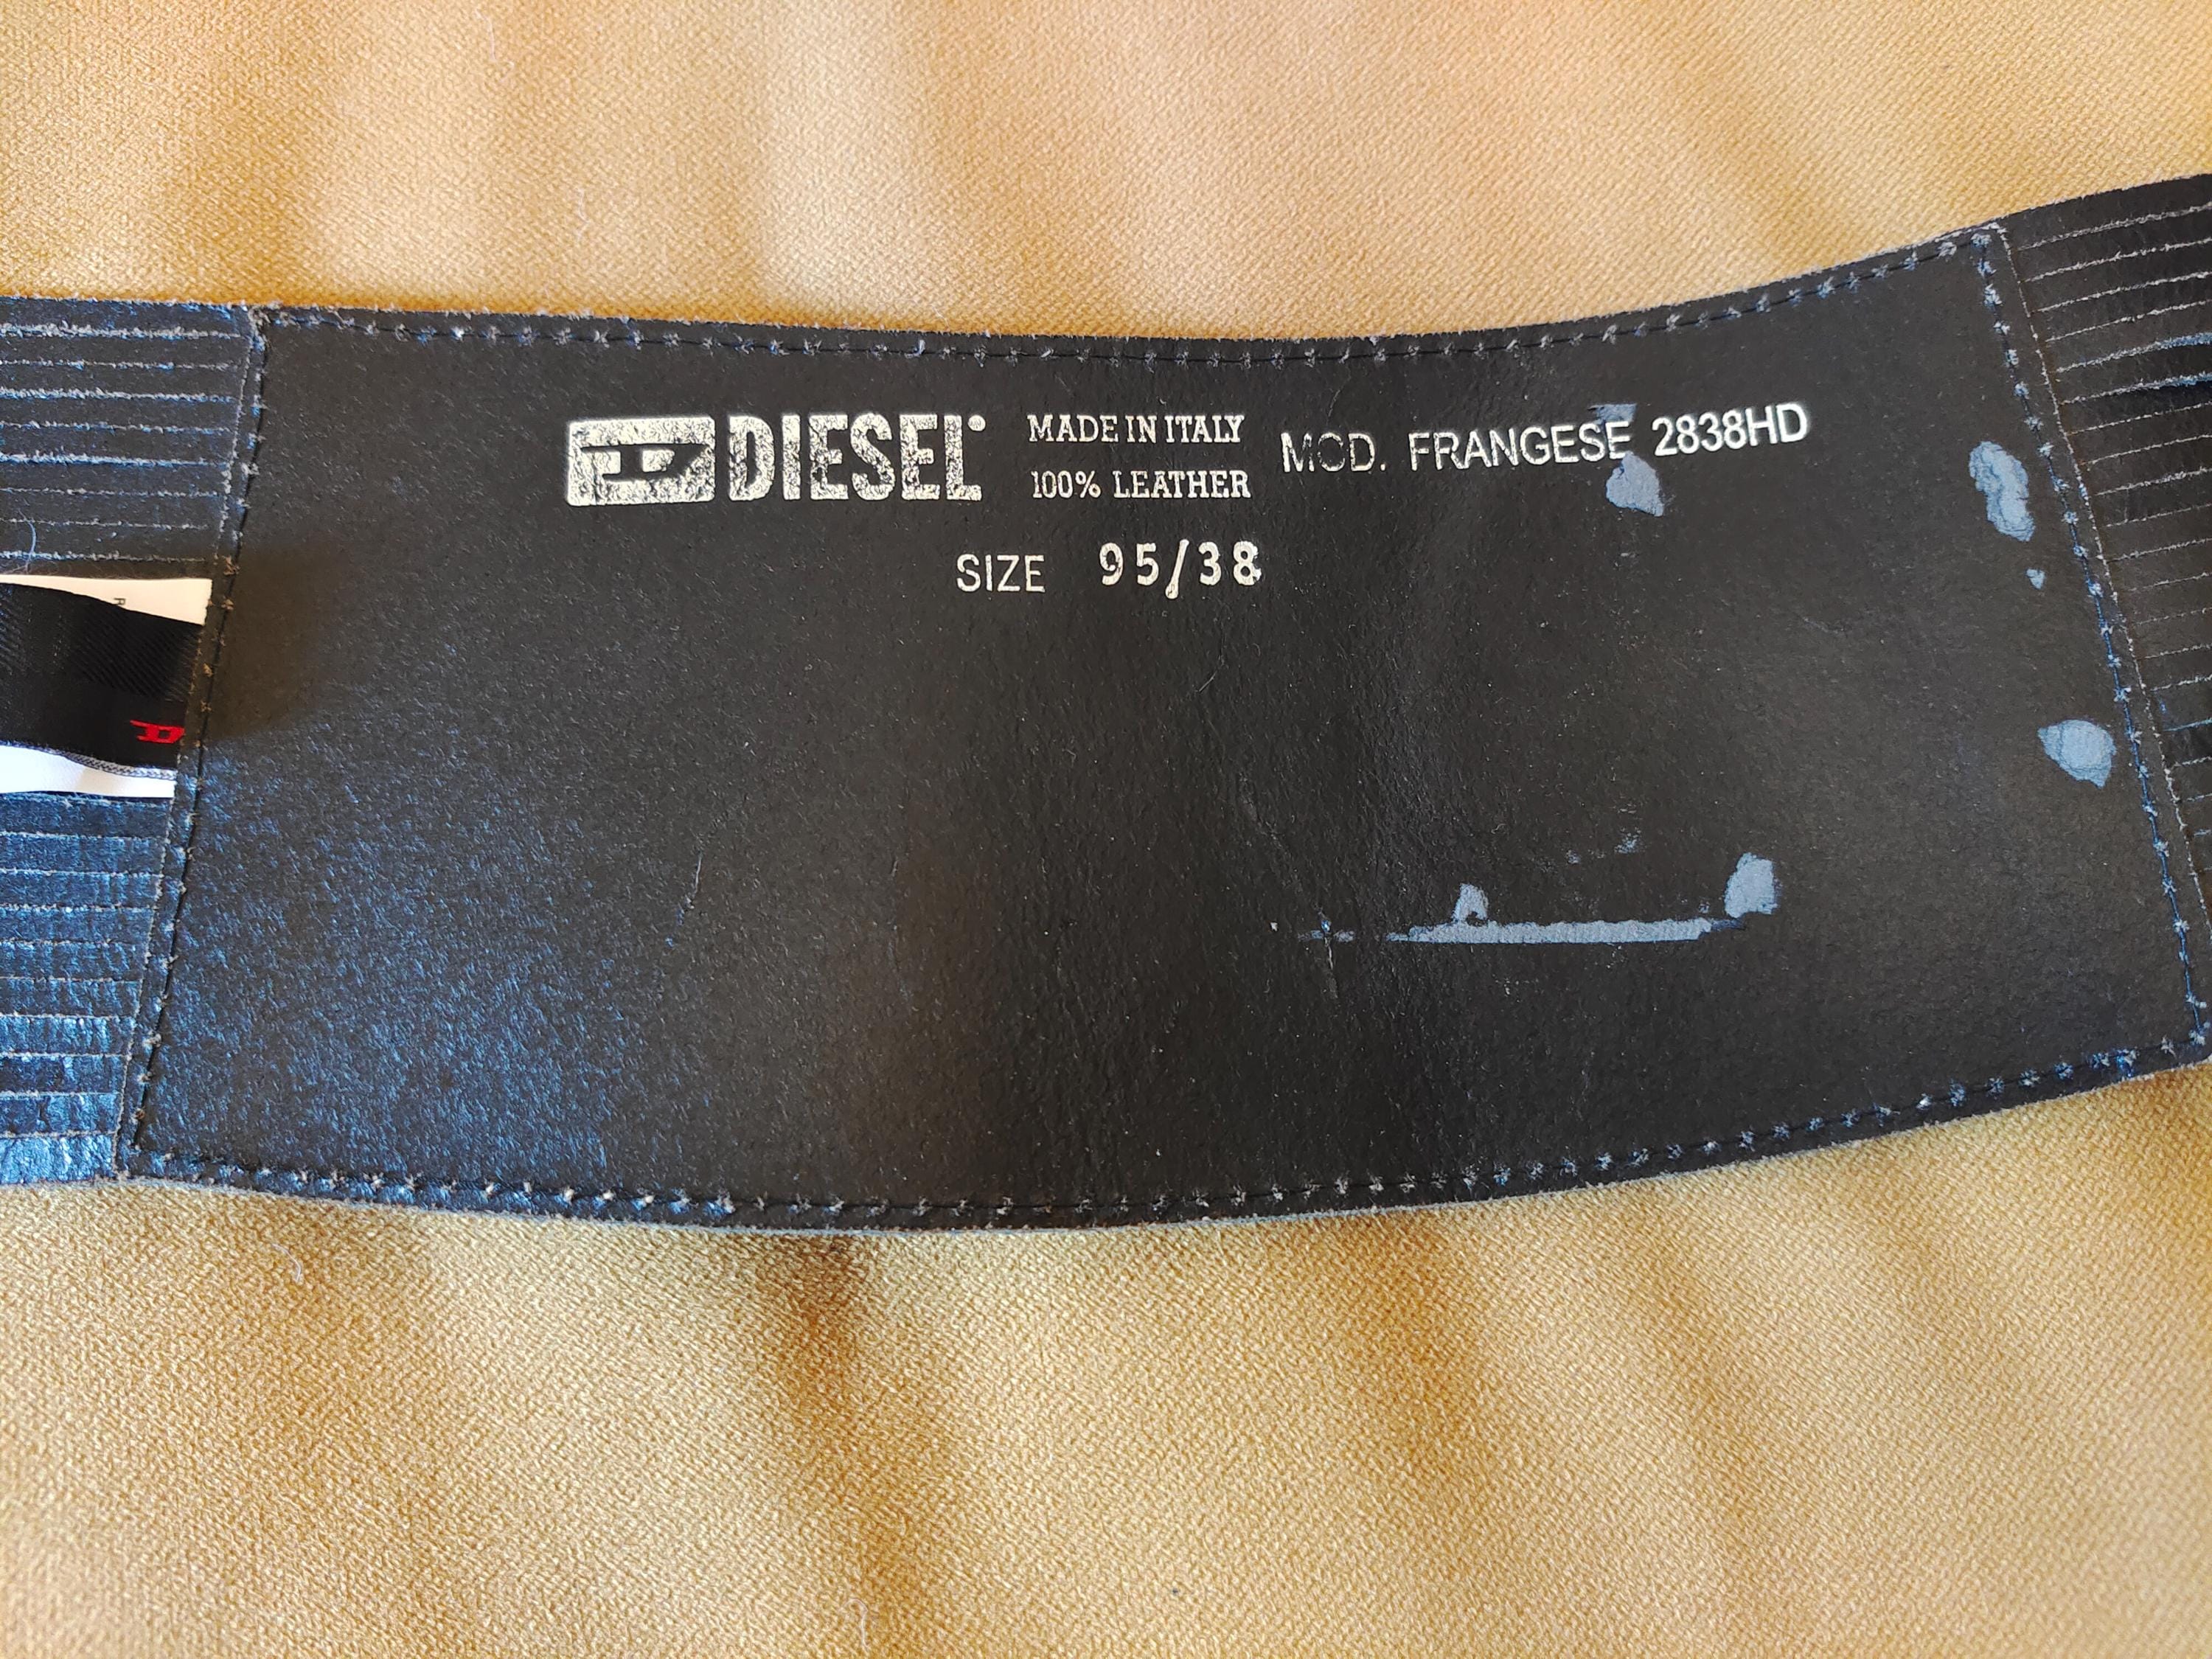 DIESEL
MADE IN ITALY
100% LEATHER
MOD. FRANGESE 2838HD
SIZE 95/38